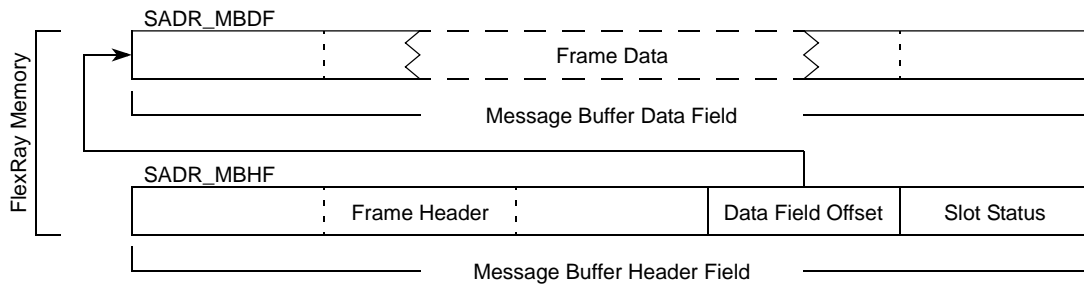 SADR_MBDF
Frame Data
Message Buffer Data Field
FlexRay Memory
SADR_MBHF
Frame Header
Data Field Offset
Slot Status
Message Buffer Header Field